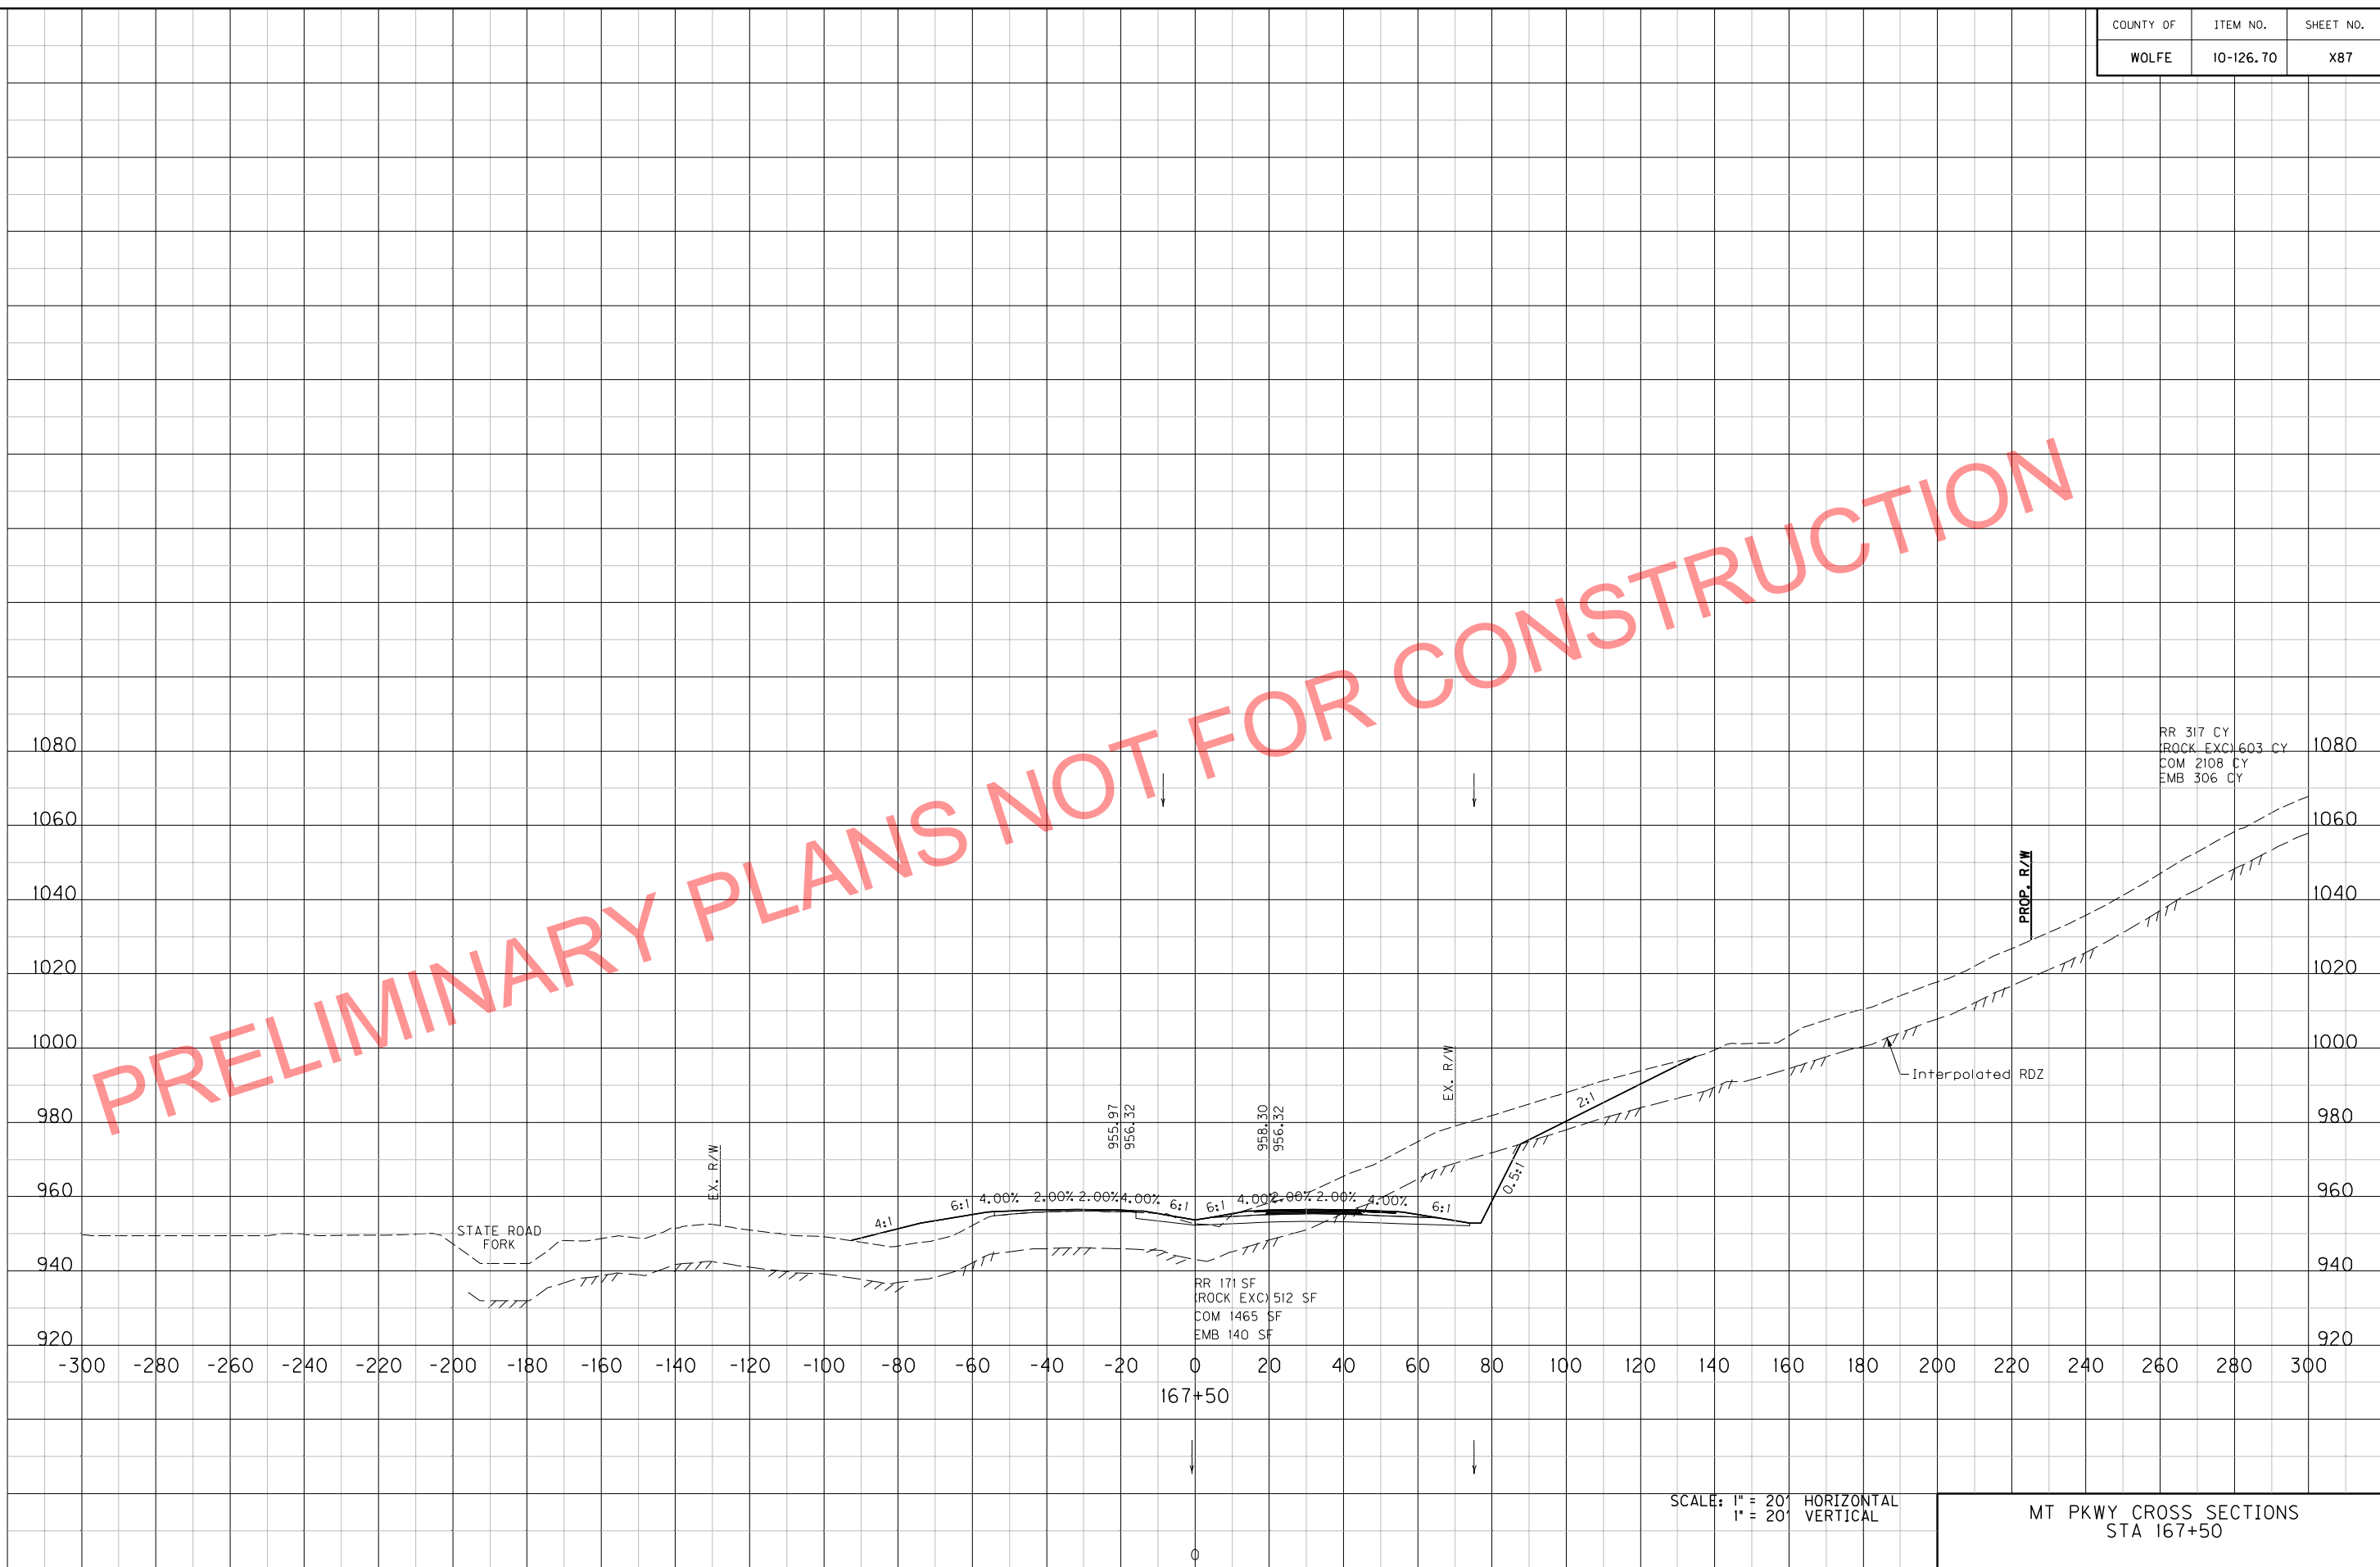 COUNTY OF ITEM NO. SHEET NO.
WOLFE 10-126.70 X87
PRELIMINARY PLANS NOT FOR CONSTRUCTION
RR 317 CY
(ROCK EXC) 603 CY
COM 2108 CY
EMB 306 CY
1080 1080
1060 1060
1040 1040
1020 1020
1000 1000
980 980
960 960
940 940
920 920
PROP. R/W
Interpolated RDZ
EX. R/W
EX. R/W
955.97
956.32
958.30
956.32
2:1
0.5:1
4:1 6:1 4.00% 2.00% 2.00% 4.00% 6:1 6:1 4.00% 2.00% 2.00% 4.00% 6:1
STATE ROAD
FORK
RR 171 SF
(ROCK EXC) 512 SF
COM 1465 SF
EMB 140 SF
-300 -280 -260 -240 -220 -200 -180 -160 -140 -120 -100 -80 -60 -40 -20 0 20 40 60 80 100 120 140 160 180 200 220 240 260 280 300
167+50
SCALE: 1" = 20' HORIZONTAL
1" = 20' VERTICAL
MT PKWY CROSS SECTIONS
STA 167+50
0